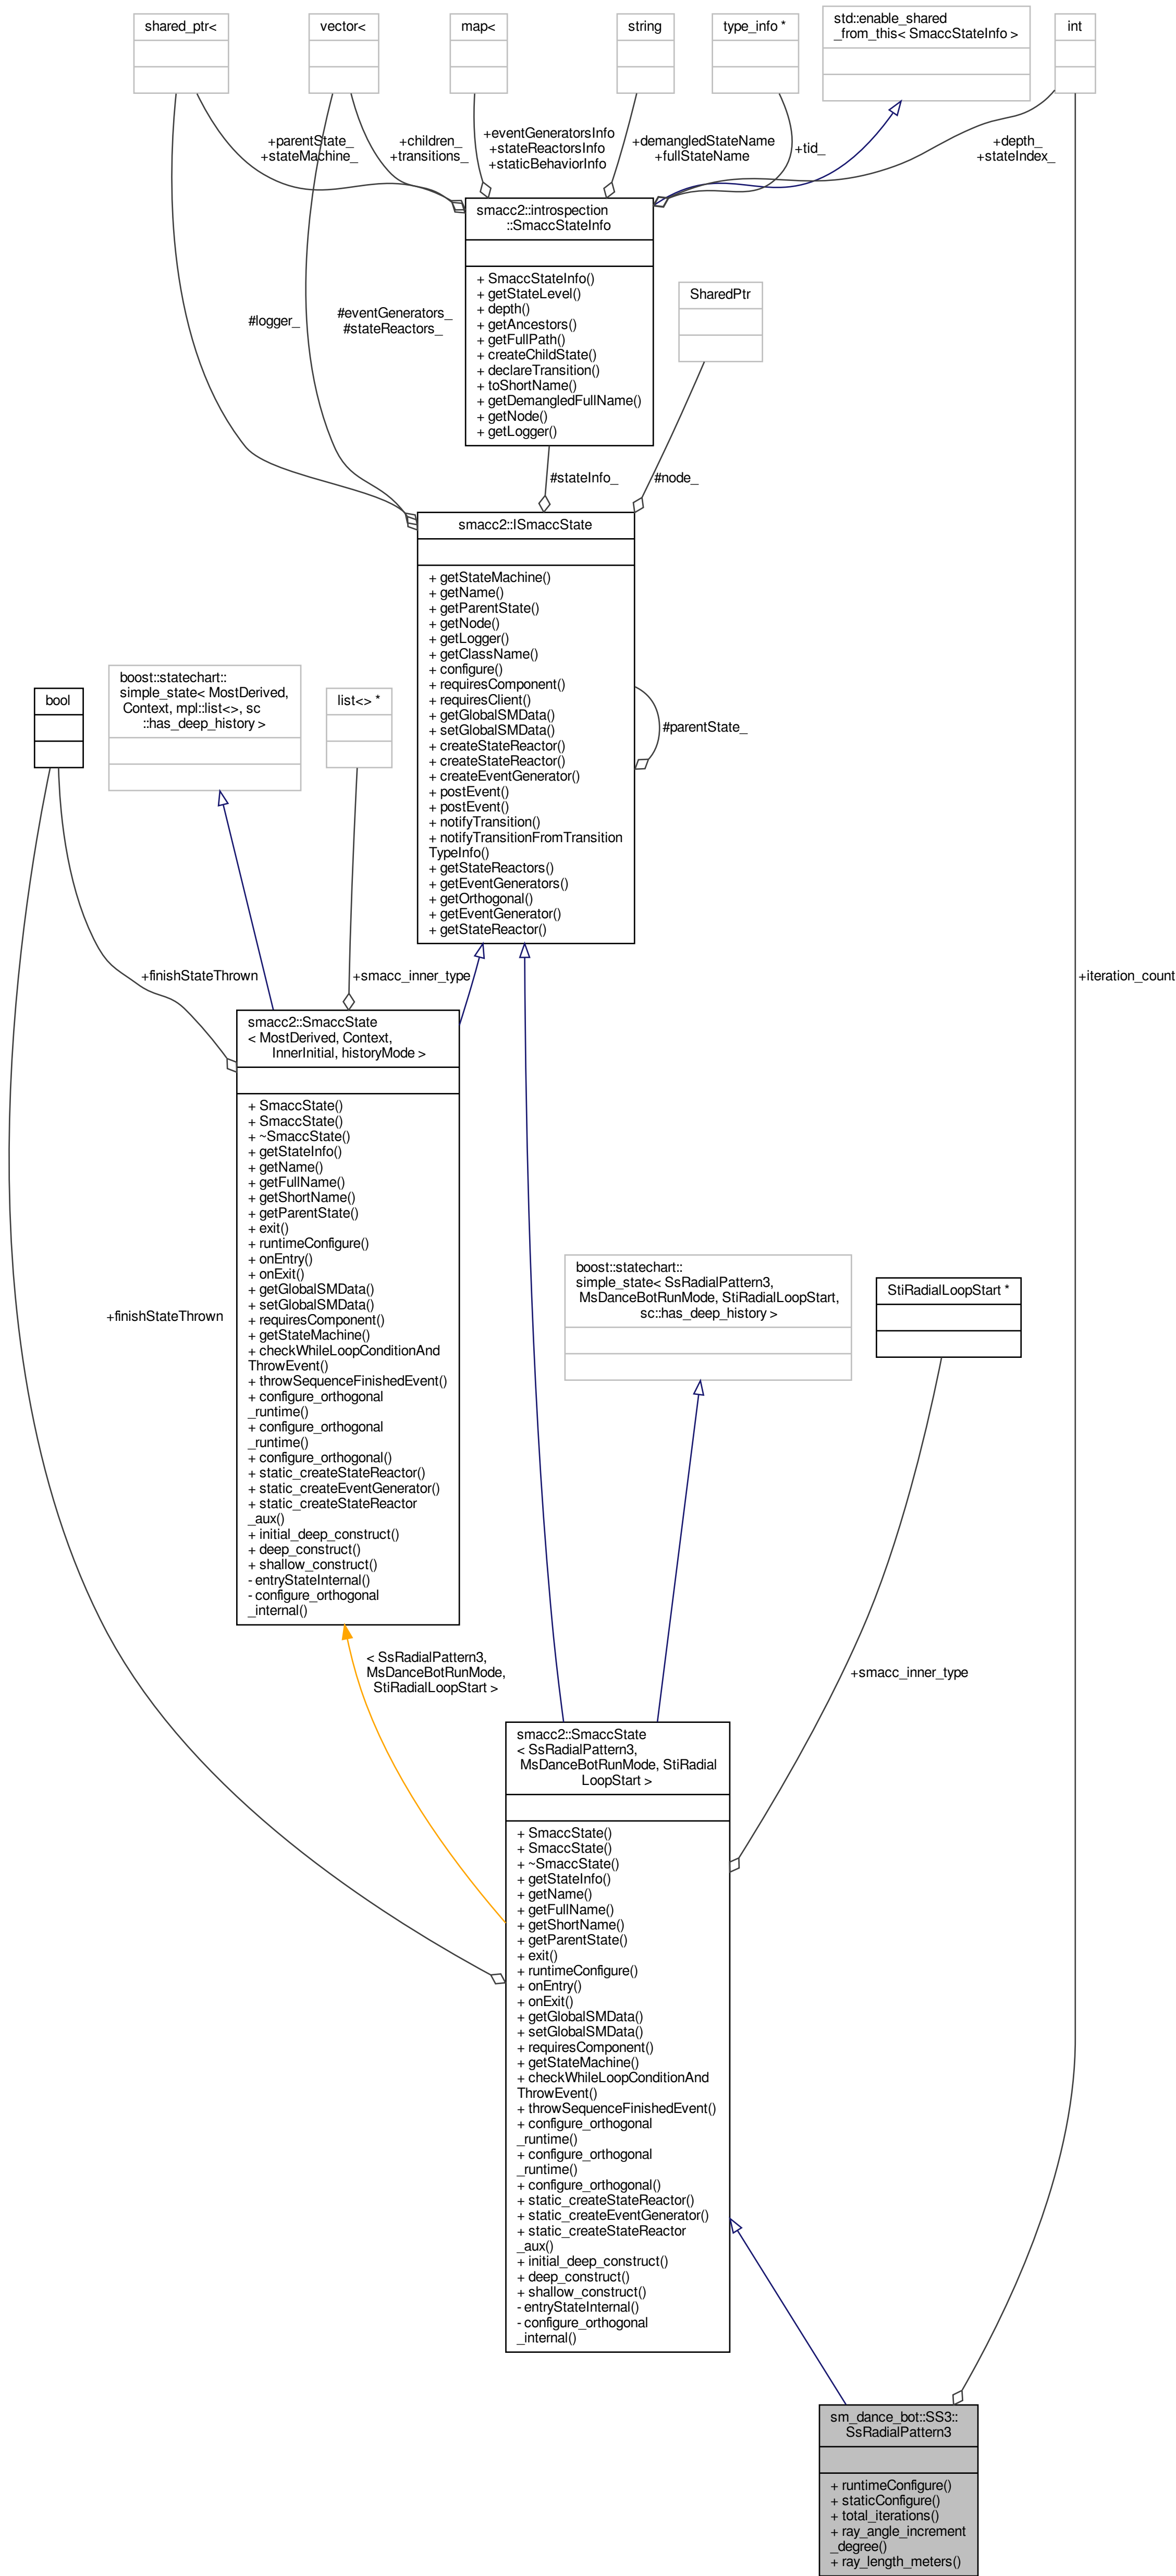 shared_ptr<
vector<
map<
string
type_info *
std::enable_shared
_from_this< SmaccStateInfo >
int
+parentState_
+stateMachine_
+children_
+transitions_
+eventGeneratorsInfo
+stateReactorsInfo
+staticBehaviorInfo
+demangledStateName
+fullStateName
+tid_
+depth_
+stateIndex_
smacc2::introspection
::SmaccStateInfo
+ SmaccStateInfo()
+ getStateLevel()
+ depth()
+ getAncestors()
+ getFullPath()
+ createChildState()
+ declareTransition()
+ toShortName()
+ getDemangledFullName()
+ getNode()
+ getLogger()
SharedPtr
#logger_
#eventGenerators_
#stateReactors_
#stateInfo_
#node_
smacc2::ISmaccState
+ getStateMachine()
+ getName()
+ getParentState()
+ getNode()
+ getLogger()
+ getClassName()
+ configure()
+ requiresComponent()
+ requiresClient()
+ getGlobalSMData()
+ setGlobalSMData()
+ createStateReactor()
+ createStateReactor()
+ createEventGenerator()
+ postEvent()
+ postEvent()
+ notifyTransition()
+ notifyTransitionFromTransition
TypeInfo()
+ getStateReactors()
+ getEventGenerators()
+ getOrthogonal()
+ getEventGenerator()
+ getStateReactor()
#parentState_
bool
boost::statechart::
simple_state< MostDerived,
Context, mpl::list<>, sc
::has_deep_history >
list<> *
+finishStateThrown
+smacc_inner_type
+iteration_count
smacc2::SmaccState
< MostDerived, Context,
InnerInitial, historyMode >
+ SmaccState()
+ SmaccState()
+ ~SmaccState()
+ getStateInfo()
+ getName()
+ getFullName()
+ getShortName()
+ getParentState()
+ exit()
+ runtimeConfigure()
+ onEntry()
+ onExit()
+ getGlobalSMData()
+ setGlobalSMData()
+ requiresComponent()
+ getStateMachine()
+ checkWhileLoopConditionAnd
ThrowEvent()
+ throwSequenceFinishedEvent()
+ configure_orthogonal
_runtime()
+ configure_orthogonal
_runtime()
+ configure_orthogonal()
+ static_createStateReactor()
+ static_createEventGenerator()
+ static_createStateReactor
_aux()
+ initial_deep_construct()
+ deep_construct()
+ shallow_construct()
- entryStateInternal()
- configure_orthogonal
_internal()
+finishStateThrown
boost::statechart::
simple_state< SsRadialPattern3,
MsDanceBotRunMode, StiRadialLoopStart,
sc::has_deep_history >
StiRadialLoopStart *
< SsRadialPattern3,
MsDanceBotRunMode,
StiRadialLoopStart >
+smacc_inner_type
smacc2::SmaccState
< SsRadialPattern3,
MsDanceBotRunMode, StiRadial
LoopStart >
+ SmaccState()
+ SmaccState()
+ ~SmaccState()
+ getStateInfo()
+ getName()
+ getFullName()
+ getShortName()
+ getParentState()
+ exit()
+ runtimeConfigure()
+ onEntry()
+ onExit()
+ getGlobalSMData()
+ setGlobalSMData()
+ requiresComponent()
+ getStateMachine()
+ checkWhileLoopConditionAnd
ThrowEvent()
+ throwSequenceFinishedEvent()
+ configure_orthogonal
_runtime()
+ configure_orthogonal
_runtime()
+ configure_orthogonal()
+ static_createStateReactor()
+ static_createEventGenerator()
+ static_createStateReactor
_aux()
+ initial_deep_construct()
+ deep_construct()
+ shallow_construct()
- entryStateInternal()
- configure_orthogonal
_internal()
sm_dance_bot::SS3::
SsRadialPattern3
+ runtimeConfigure()
+ staticConfigure()
+ total_iterations()
+ ray_angle_increment
_degree()
+ ray_length_meters()